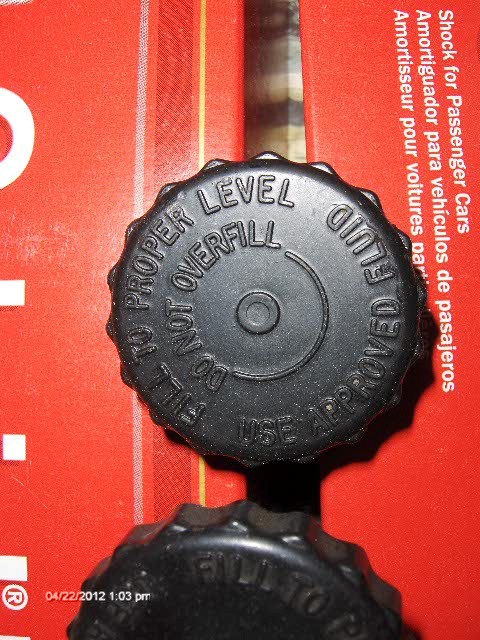 Shock for Passenger Cars
Amortiguador para vehículos de pasajeros
Amortisseur pour voitures
FILL TO PROPER LEVEL
DO NOT OVERFILL
USE APPROVED FLUID
FILL TO
®
04/22/2012 1:03 pm